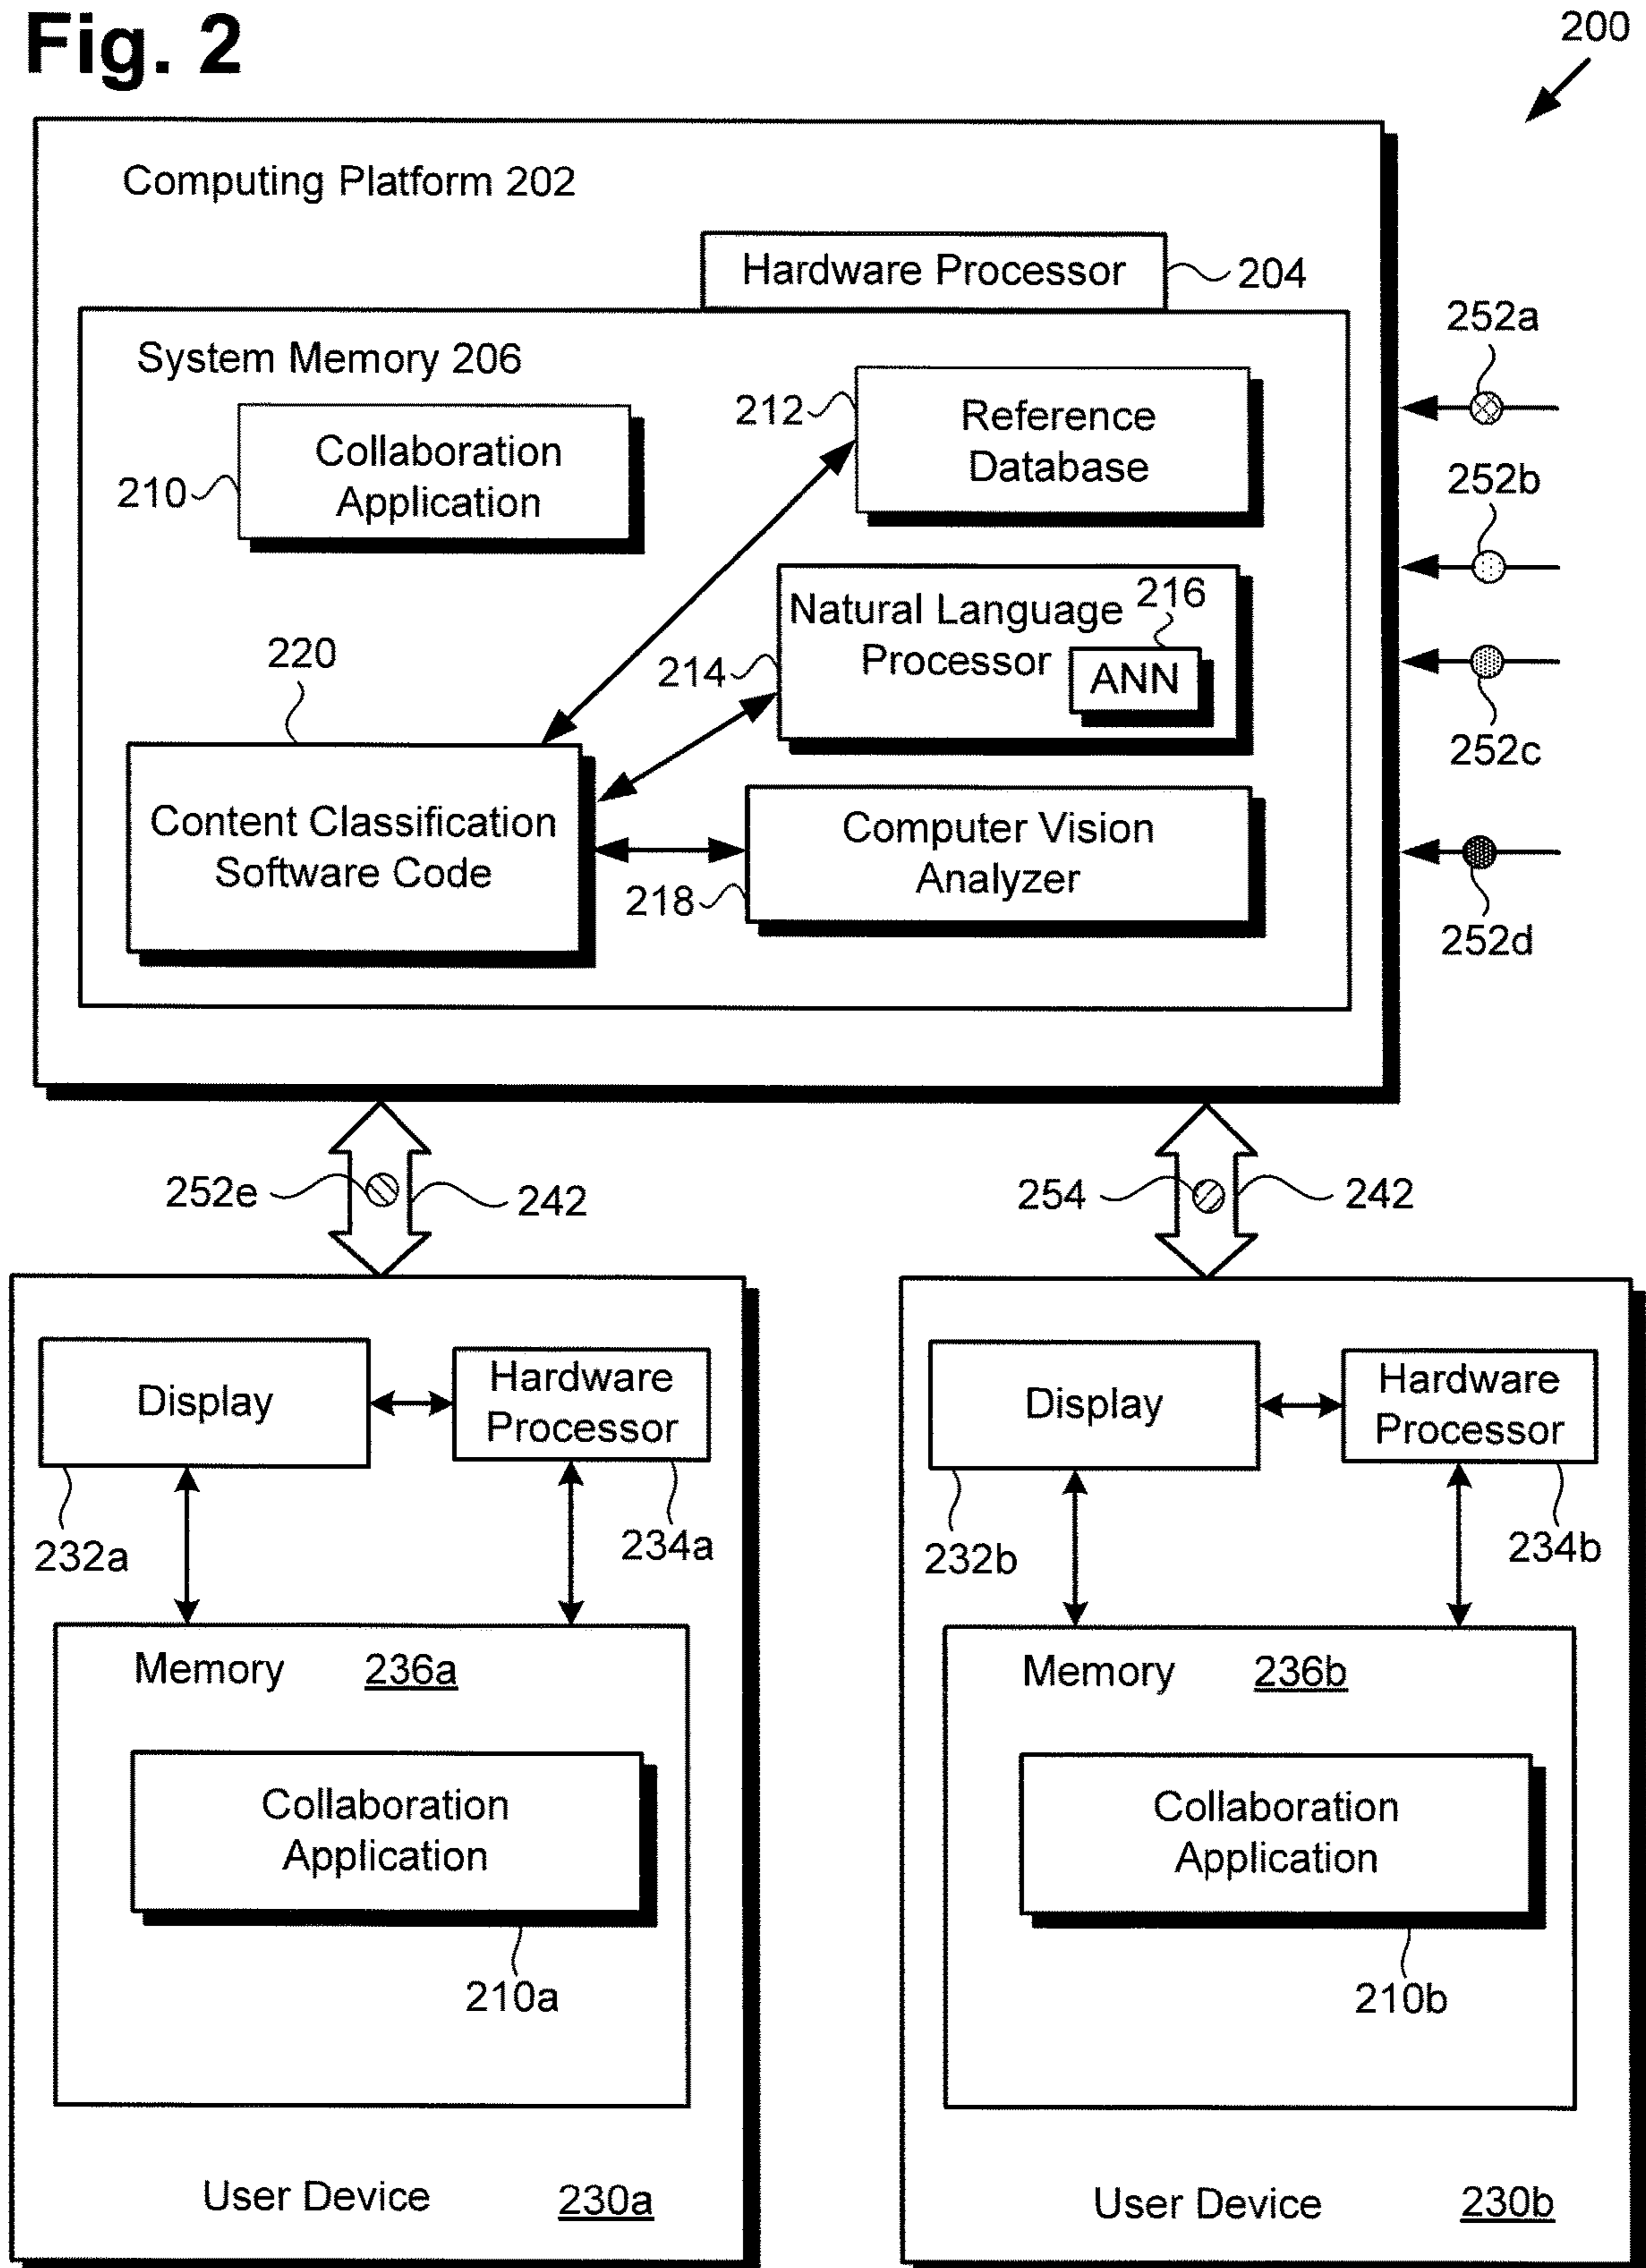 Fig. 2
200
Computing Platform 202
Hardware Processor
204
System Memory 206
252a
212
Reference
Database
Collaboration
Application
210
252b
Natural Language
Processor
216
ANN
214
220
252c
Content Classification
Software Code
Computer Vision
Analyzer
218
252d
252e
242
254
242
Display
Hardware
Processor
232a
234a
Memory 236a
Collaboration
Application
210a
User Device 230a
Display
Hardware
Processor
232b
234b
Memory 236b
Collaboration
Application
210b
User Device 230b